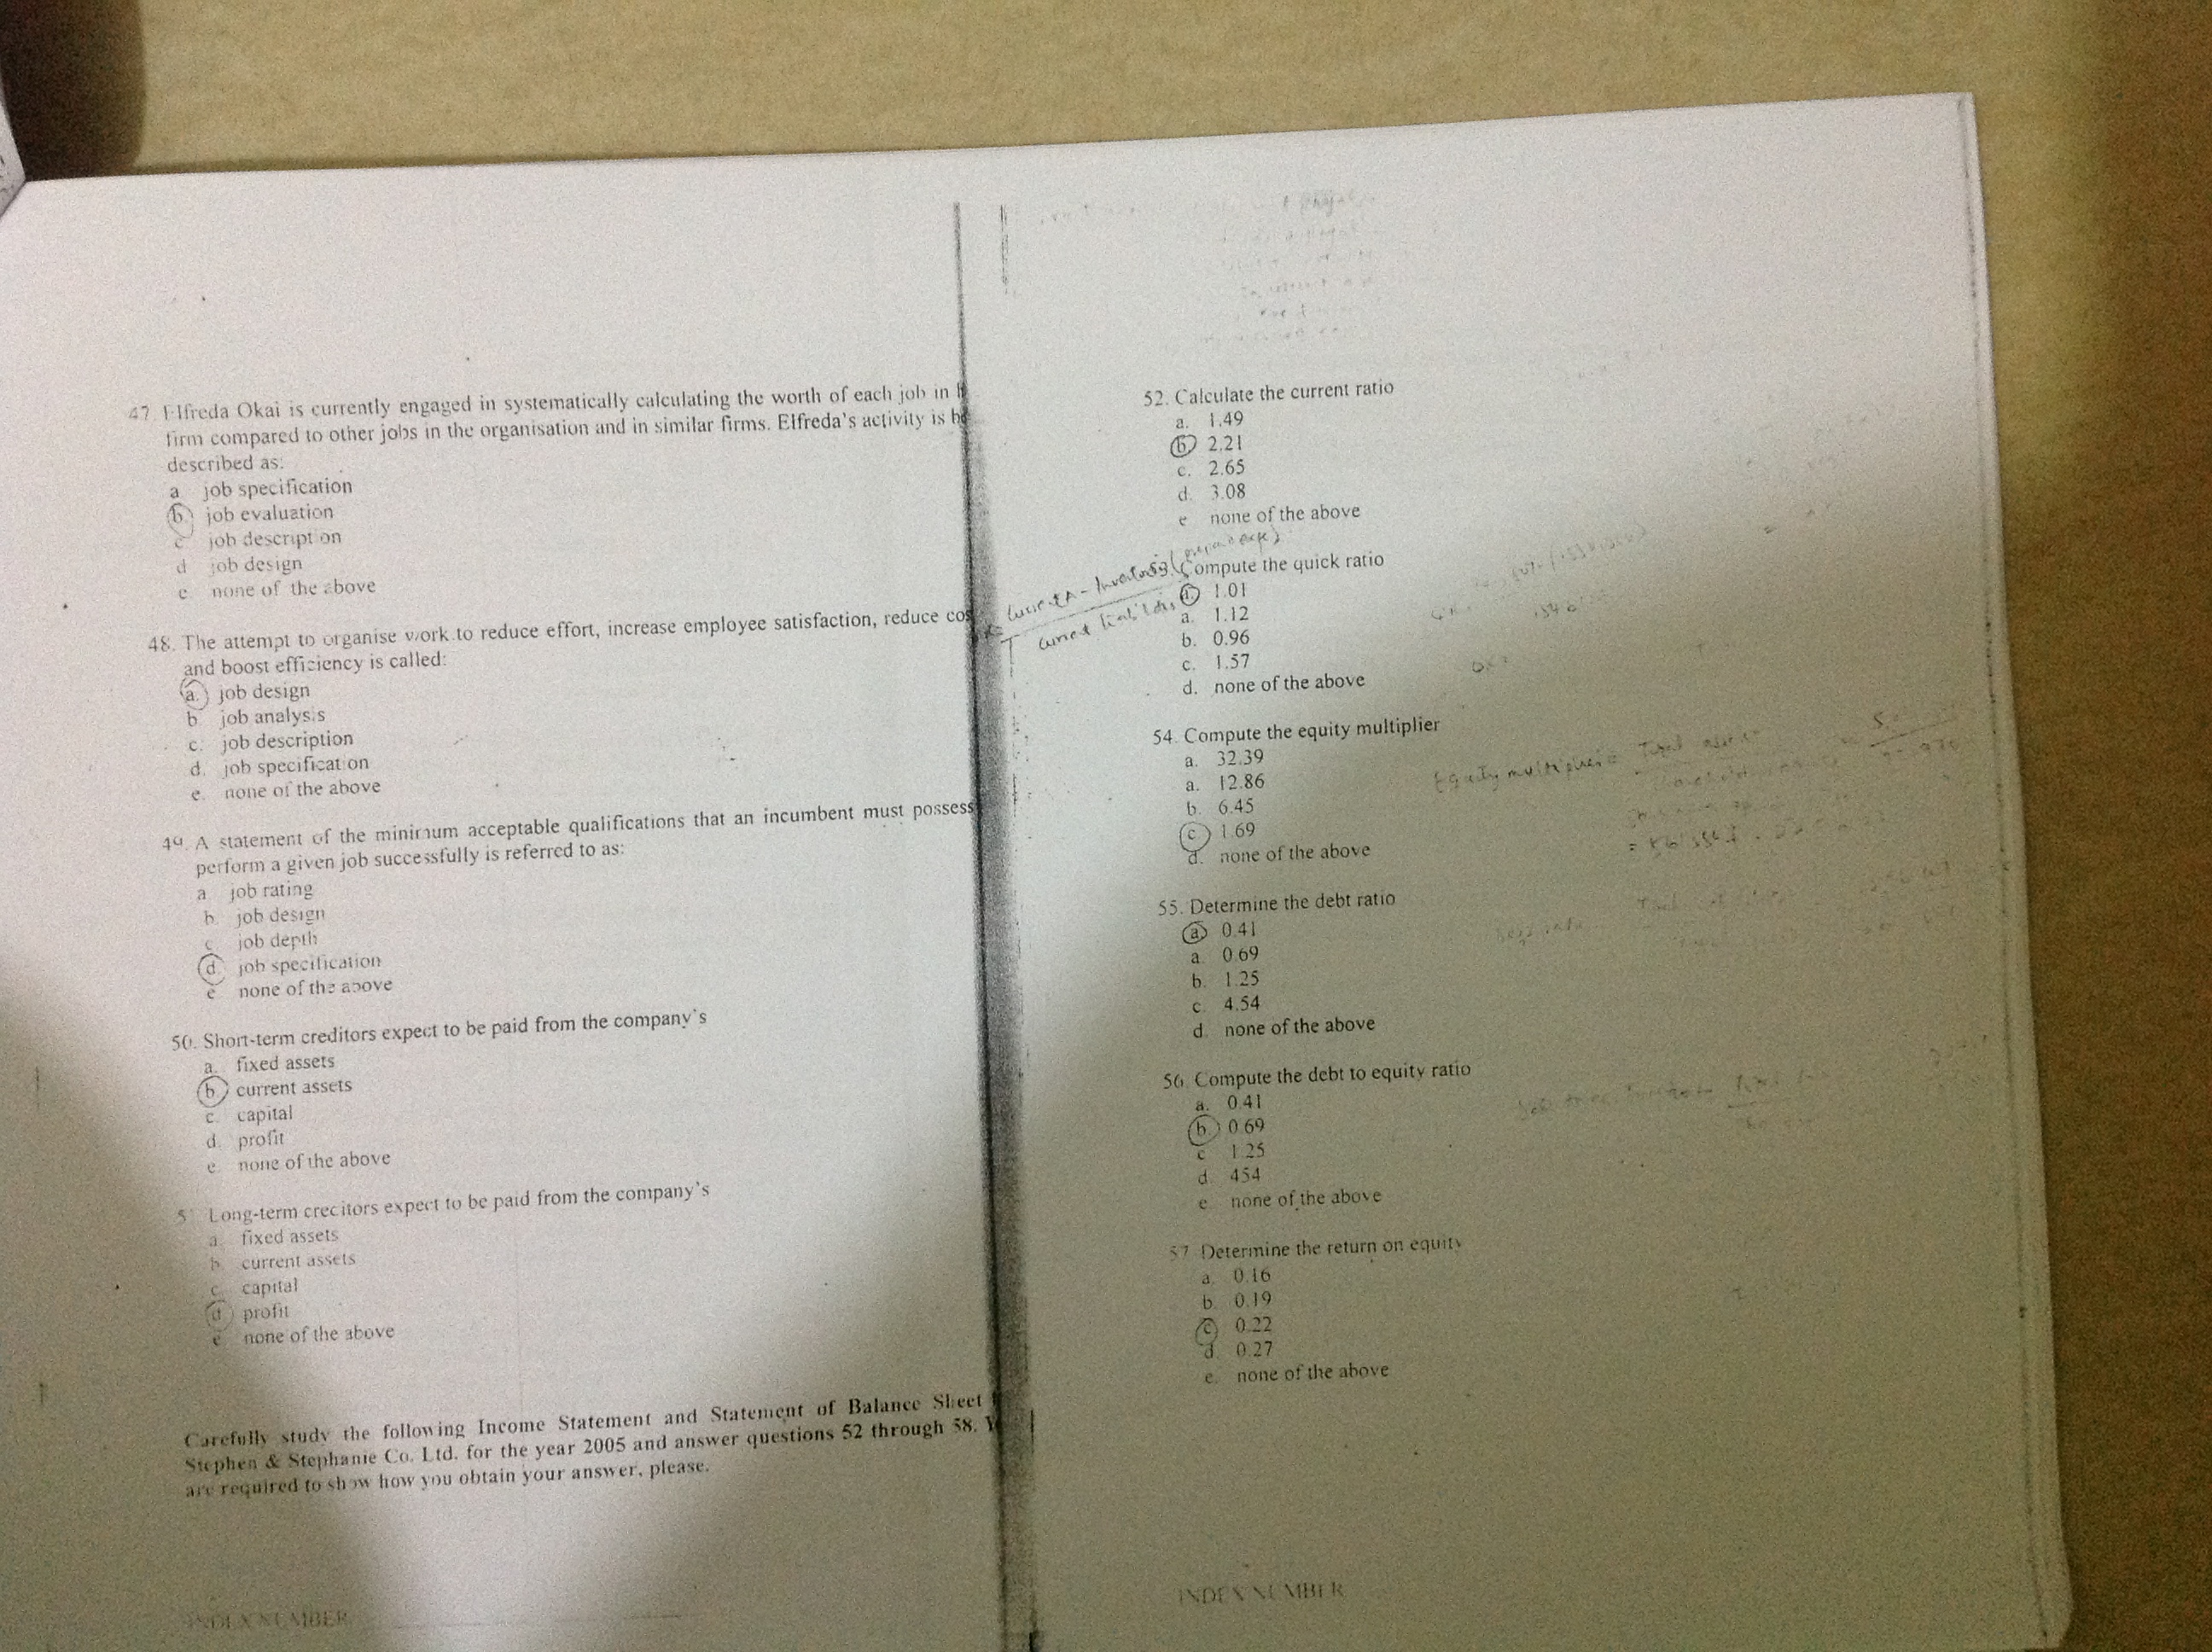 47. Elfreda Okai is currently engaged in systematically calculating the worth of each job in
firm compared to other jobs in the organisation and in similar firms. Elfreda's activity is
described as:
a job specification
b. job evaluation
c job description
d job design
e none of the above
48. The attempt to organise work to reduce effort, increase employee satisfaction, reduce cos
and boost efficiency is called:
a. job design
b job analysis
c. job description
d. job specification
e. none of the above
49. A statement of the minimum acceptable qualifications that an incumbent must possess
perform a given job successfully is referred to as:
a job rating
b. job design
c. job depth
d. job specification
e none of the above
50. Short-term creditors expect to be paid from the company's
a. fixed assets
b. current assets
c. capital
d. profit
e. none of the above
5 Long-term creditors expect to be paid from the company's
a. fixed assets
b. current assets
c. capital
d profit
e none of the above
Carefully study the following Income Statement and Statement of Balance Sheet
Stephen & Stephanie Co. Ltd. for the year 2005 and answer questions 52 through 58. Y
are required to show how you obtain your answer, please.
INDEX NUMBER
52. Calculate the current ratio
a. 1.49
b. 2.21
c. 2.65
d. 3.08
e none of the above
53. Compute the quick ratio
1.01
a. 1.12
b. 0.96
c. 1.57
d. none of the above
Current liabilities
54. Compute the equity multiplier
a. 32.39
a. 12.86
b. 6.45
c. 1.69
d. none of the above
Equity multiplier = Total
55. Determine the debt ratio
a. 0.41
a 0.69
b. 1.25
c. 4.54
d. none of the above
56. Compute the debt to equity ratio
a. 0.41
b. 0.69
c 1.25
d. 454
e none of the above
57. Determine the return on equity
a. 0.16
b. 0.19
c 0.22
d. 0.27
e. none of the above
INDEX NUMBER